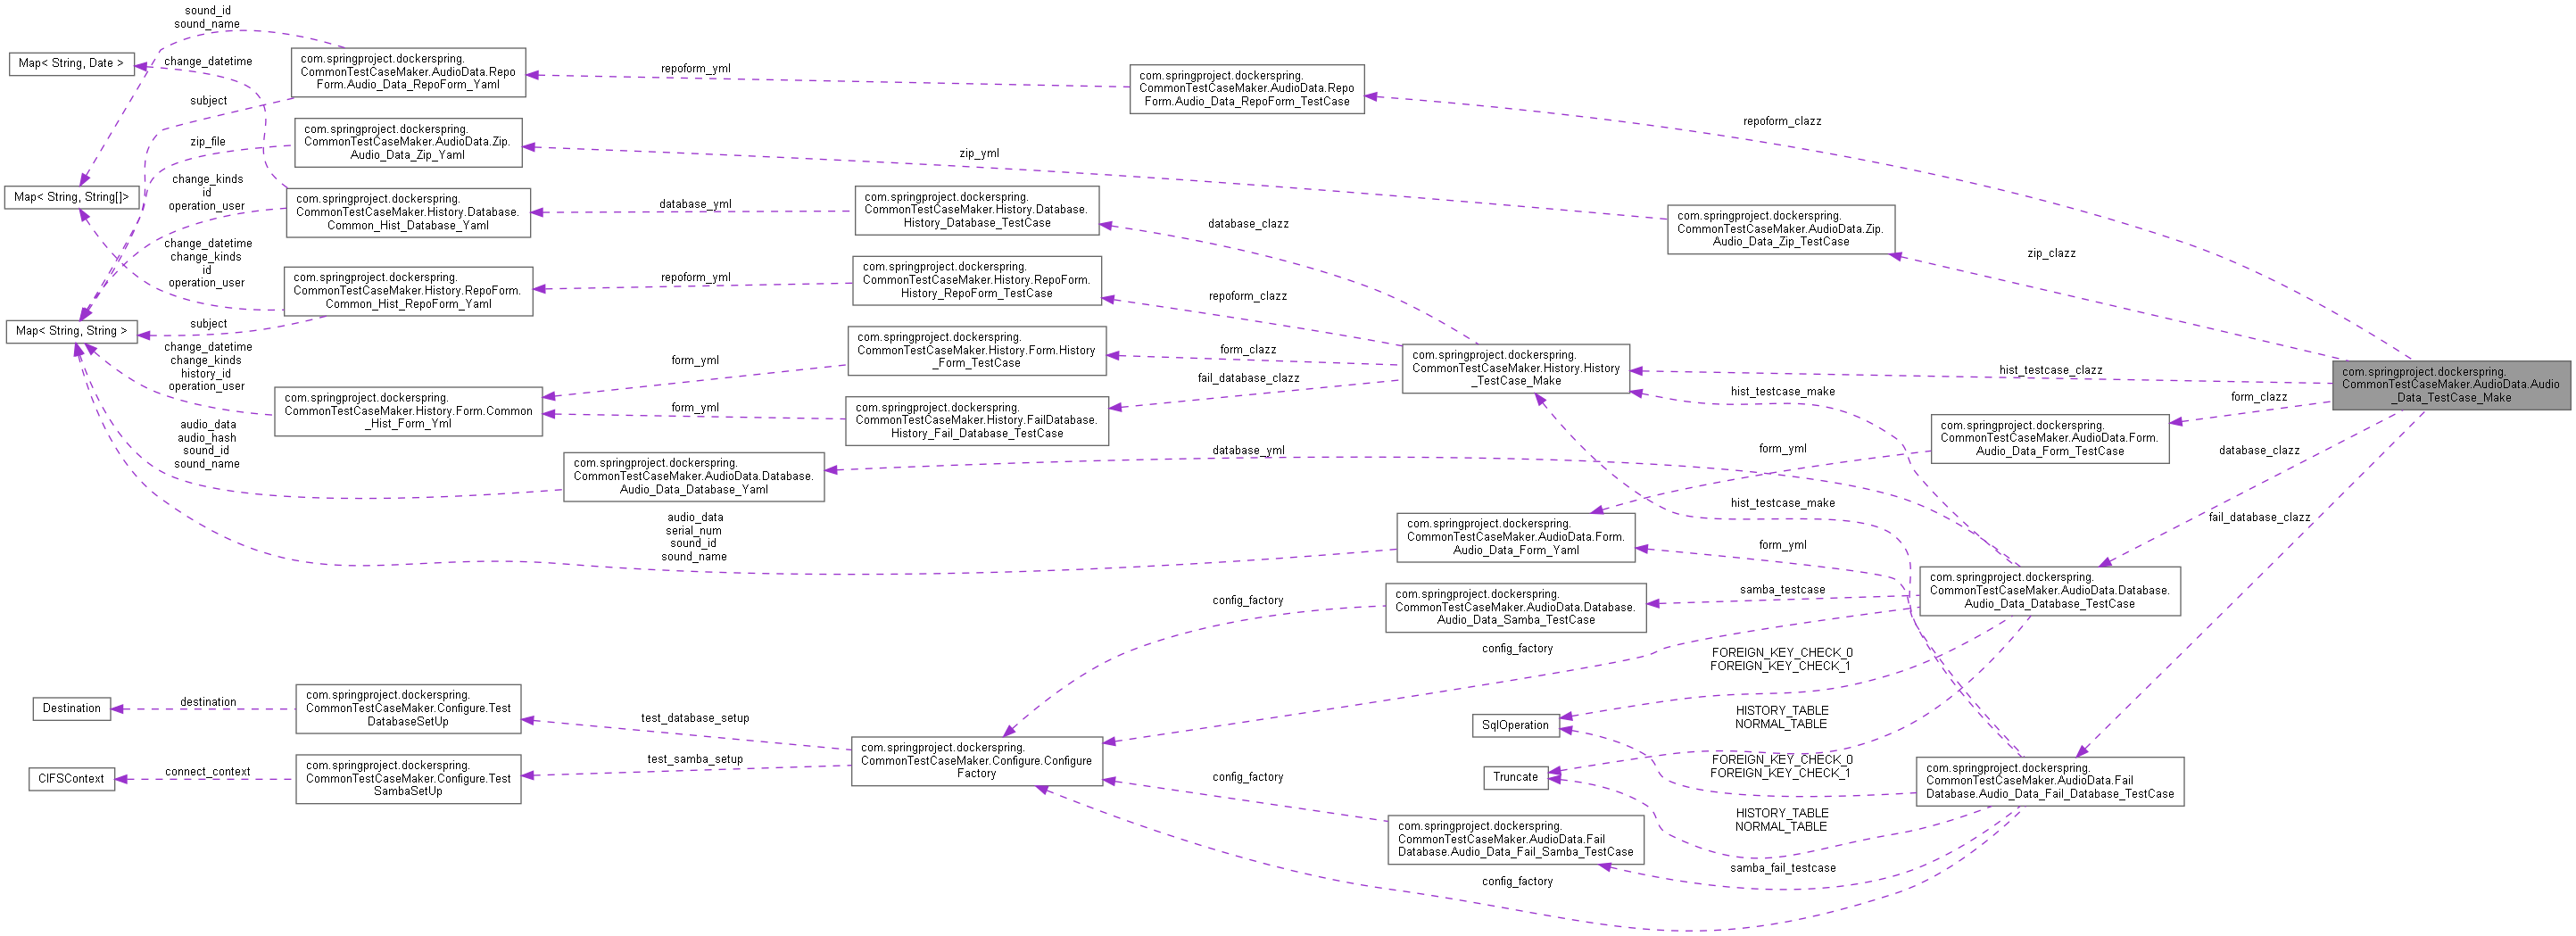 sound_id
sound_name
Map< String, Date >
change_datetime
com.springproject.dockerspring.
CommonTestCaseMaker.AudioData.Repo
Form.Audio_Data_RepoForm_Yaml
repoform_yml
com.springproject.dockerspring.
CommonTestCaseMaker.AudioData.Repo
Form.Audio_Data_RepoForm_TestCase
repoform_clazz
subject
zip_file
com.springproject.dockerspring.
CommonTestCaseMaker.AudioData.Zip.
Audio_Data_Zip_Yaml
zip_yml
Map< String, String[]>
change_kinds
id
operation_user
com.springproject.dockerspring.
CommonTestCaseMaker.History.Database.
Common_Hist_Database_Yaml
database_yml
com.springproject.dockerspring.
CommonTestCaseMaker.History.Database.
History_Database_TestCase
database_clazz
com.springproject.dockerspring.
CommonTestCaseMaker.AudioData.Zip.
Audio_Data_Zip_TestCase
zip_clazz
change_datetime
change_kinds
id
operation_user
com.springproject.dockerspring.
CommonTestCaseMaker.History.RepoForm.
Common_Hist_RepoForm_Yaml
repoform_yml
com.springproject.dockerspring.
CommonTestCaseMaker.History.RepoForm.
History_RepoForm_TestCase
repoform_clazz
Map< String, String >
subject
change_datetime
change_kinds
history_id
operation_user
form_yml
com.springproject.dockerspring.
CommonTestCaseMaker.History.Form.History
_Form_TestCase
form_clazz
fail_database_clazz
com.springproject.dockerspring.
CommonTestCaseMaker.History.History
_TestCase_Make
hist_testcase_clazz
hist_testcase_make
com.springproject.dockerspring.
CommonTestCaseMaker.AudioData.Audio
_Data_TestCase_Make
com.springproject.dockerspring.
CommonTestCaseMaker.History.Form.Common
_Hist_Form_Yml
form_yml
com.springproject.dockerspring.
CommonTestCaseMaker.History.FailDatabase.
History_Fail_Database_TestCase
form_clazz
com.springproject.dockerspring.
CommonTestCaseMaker.AudioData.Form.
Audio_Data_Form_TestCase
audio_data
audio_hash
sound_id
sound_name
com.springproject.dockerspring.
CommonTestCaseMaker.AudioData.Database.
Audio_Data_Database_Yaml
database_yml
form_yml
database_clazz
audio_data
serial_num
sound_id
sound_name
com.springproject.dockerspring.
CommonTestCaseMaker.AudioData.Form.
Audio_Data_Form_Yaml
hist_testcase_make
form_yml
fail_database_clazz
config_factory
com.springproject.dockerspring.
CommonTestCaseMaker.AudioData.Database.
Audio_Data_Samba_TestCase
samba_testcase
com.springproject.dockerspring.
CommonTestCaseMaker.AudioData.Database.
Audio_Data_Database_TestCase
config_factory
FOREIGN_KEY_CHECK_0
FOREIGN_KEY_CHECK_1
Destination
destination
com.springproject.dockerspring.
CommonTestCaseMaker.Configure.Test
DatabaseSetUp
test_database_setup
SqlOperation
HISTORY_TABLE
NORMAL_TABLE
CIFSContext
connect_context
com.springproject.dockerspring.
CommonTestCaseMaker.Configure.Test
SambaSetUp
test_samba_setup
com.springproject.dockerspring.
CommonTestCaseMaker.Configure.Configure
Factory
config_factory
Truncate
FOREIGN_KEY_CHECK_0
FOREIGN_KEY_CHECK_1
com.springproject.dockerspring.
CommonTestCaseMaker.AudioData.Fail
Database.Audio_Data_Fail_Database_TestCase
HISTORY_TABLE
NORMAL_TABLE
com.springproject.dockerspring.
CommonTestCaseMaker.AudioData.Fail
Database.Audio_Data_Fail_Samba_TestCase
samba_fail_testcase
config_factory